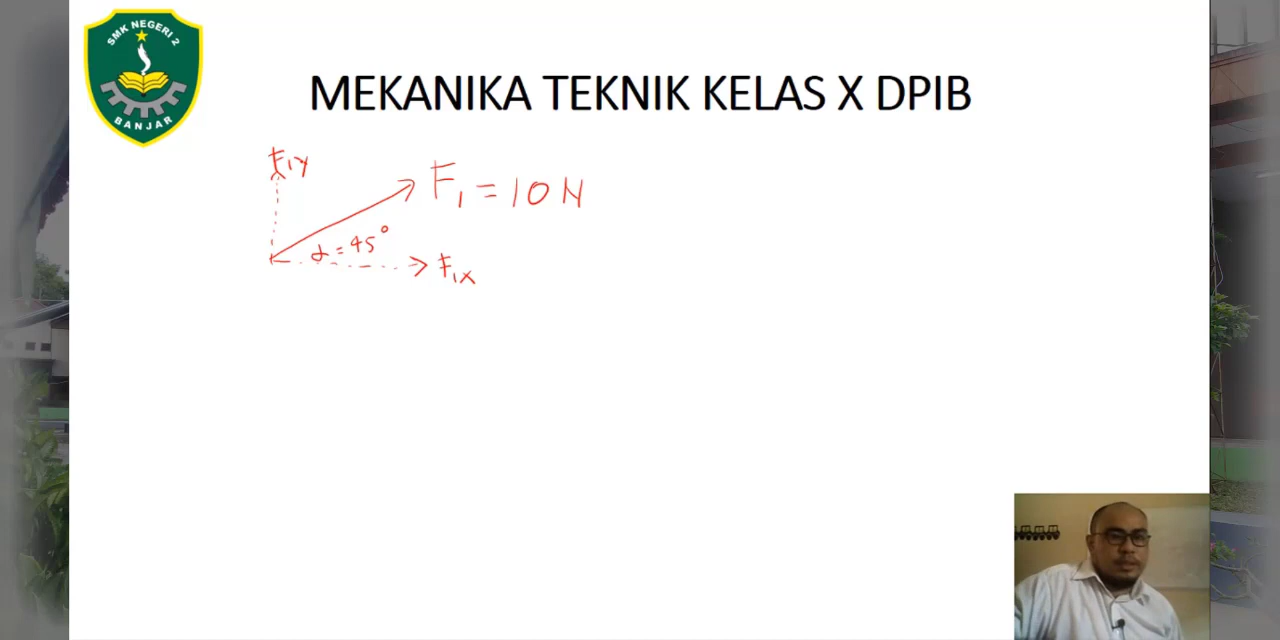 SMK NEGERI 2
BANJAR
MEKANIKA TEKNIK KELAS X DPIB
F1y
F1 = 10 N
α = 45°
F1x